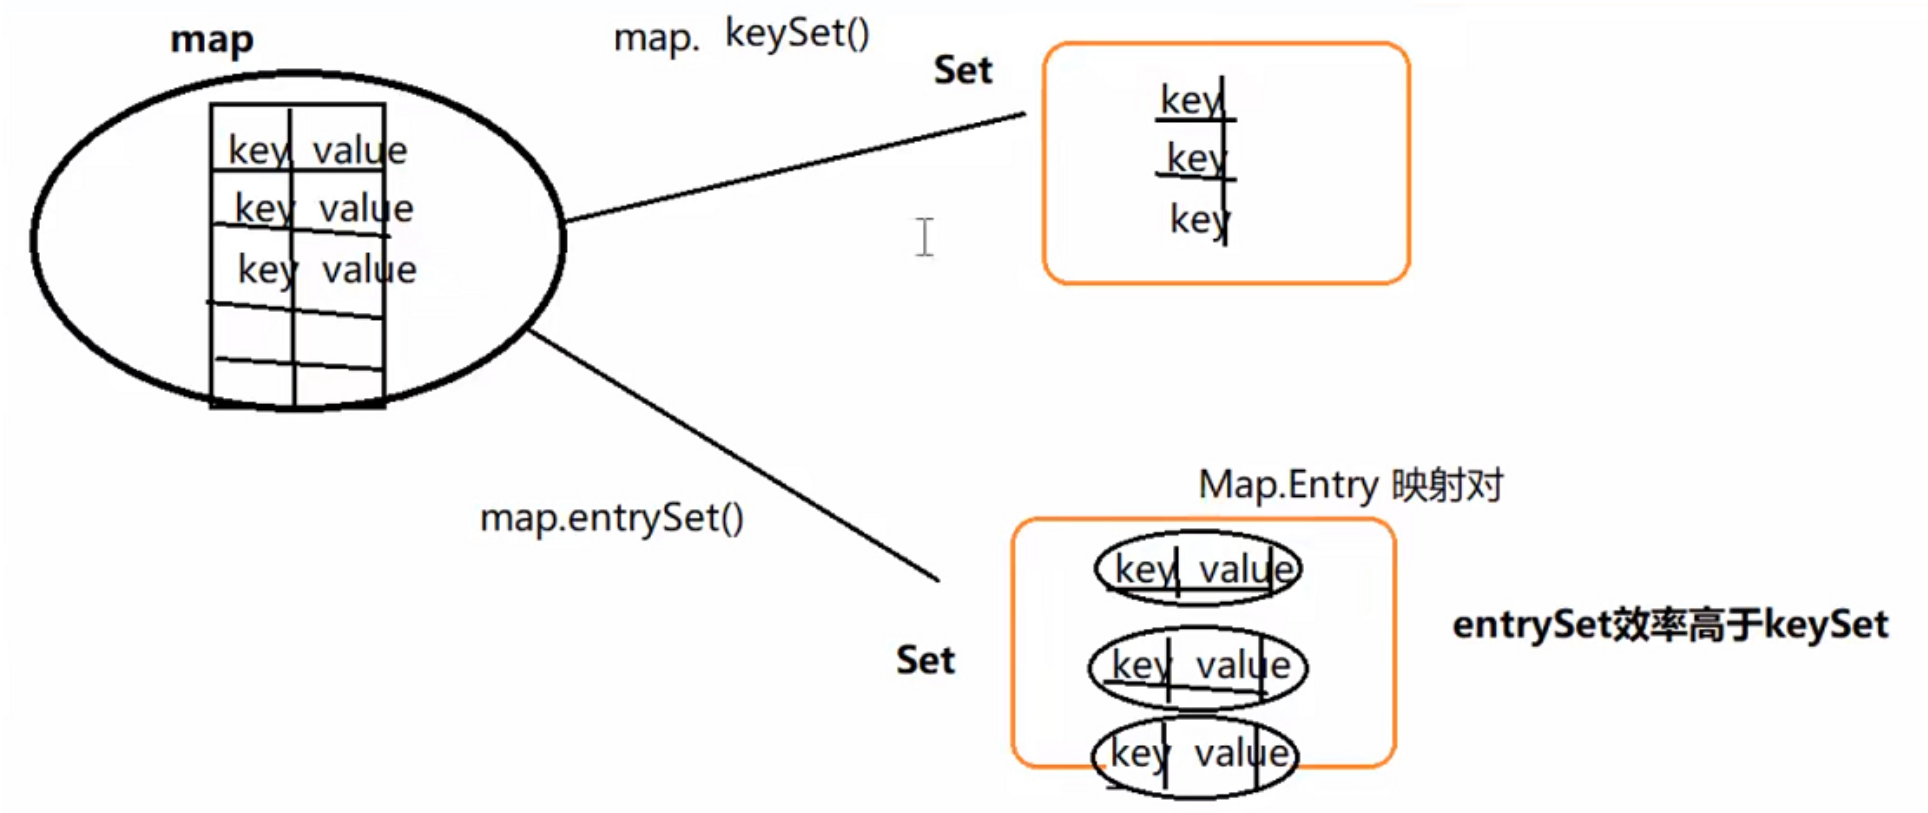 map
key value
key value
key value
map. keySet()
Set
key
key
key
map.entrySet()
Set
Map.Entry 映射对
key value
key value
key value
entrySet效率高于keySet